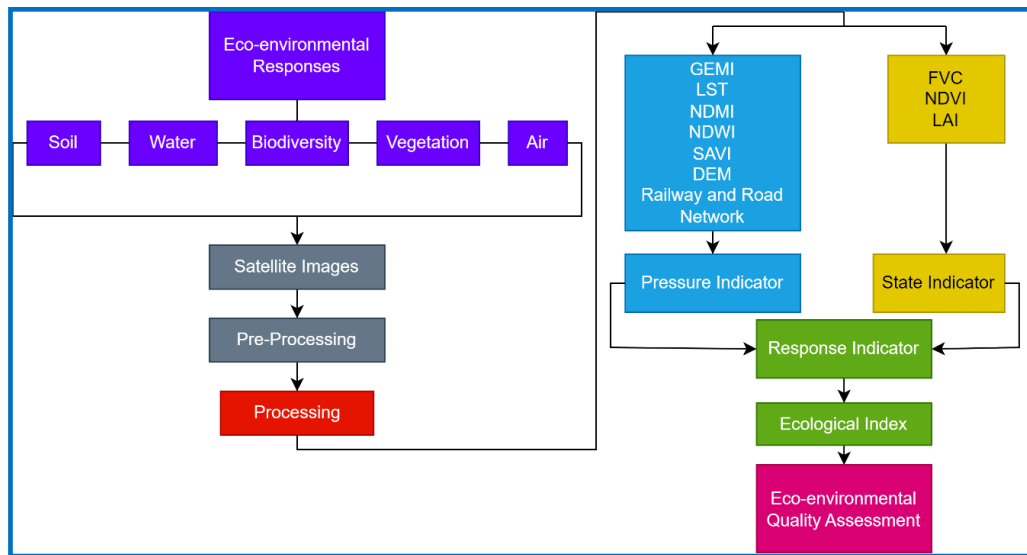 Eco-environmental
Responses
Soil
Water
Biodiversity
Vegetation
Air
Satellite Images
Pre-Processing
Processing
GEMI
LST
NDMI
NDWI
SAVI
DEM
Railway and Road
Network
FVC
NDVI
LAI
Pressure Indicator
State Indicator
Response Indicator
Ecological Index
Eco-environmental
Quality Assessment